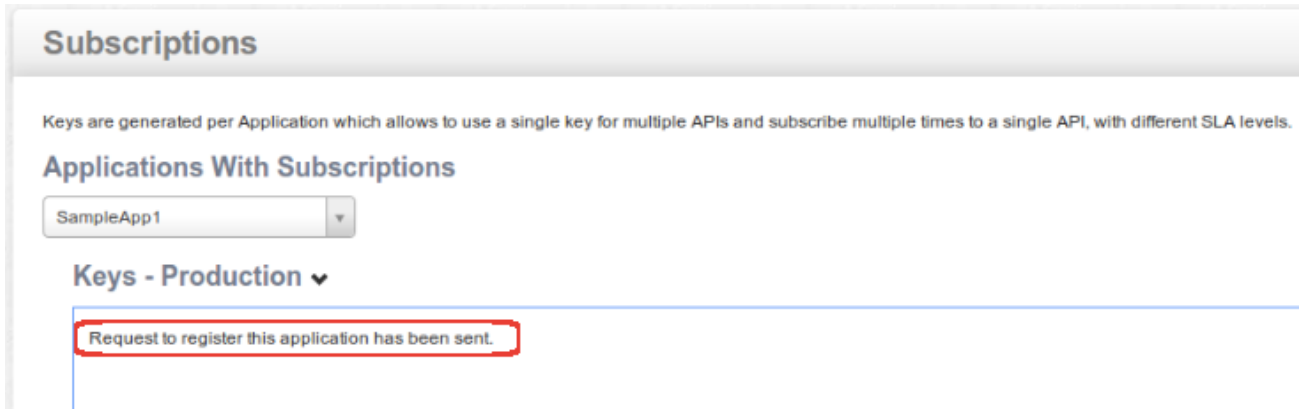 Subscriptions
Keys are generated per Application which allows to use a single key for multiple APIs and subscribe multiple times to a single API, with different SLA levels.
Applications With Subscriptions
SampleApp1
Keys - Production
Request to register this application has been sent.